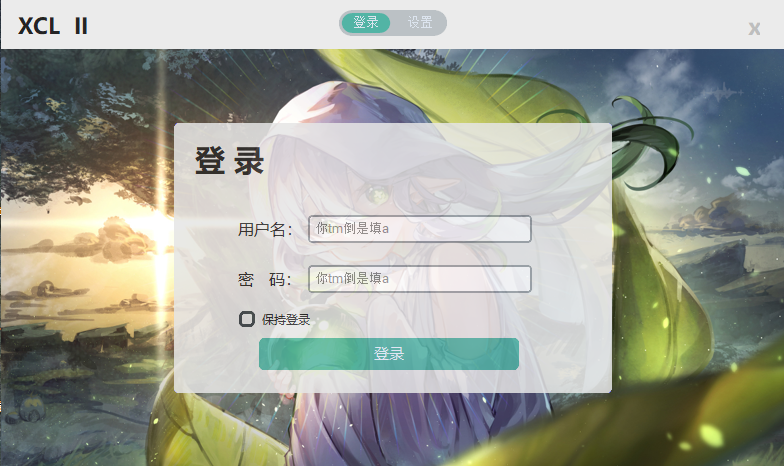 XCL II
登录 设置
x
登 录
用户名： 你tm倒是填a
密 码： 你tm倒是填a
保持登录
登录